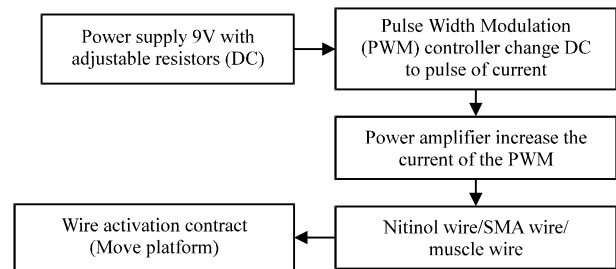 Power supply 9V with
adjustable resistors (DC)
Pulse Width Modulation
(PWM) controller change DC
to pulse of current
Power amplifier increase the
current of the PWM
Nitinol wire/SMA wire/
muscle wire
Wire activation contract
(Move platform)